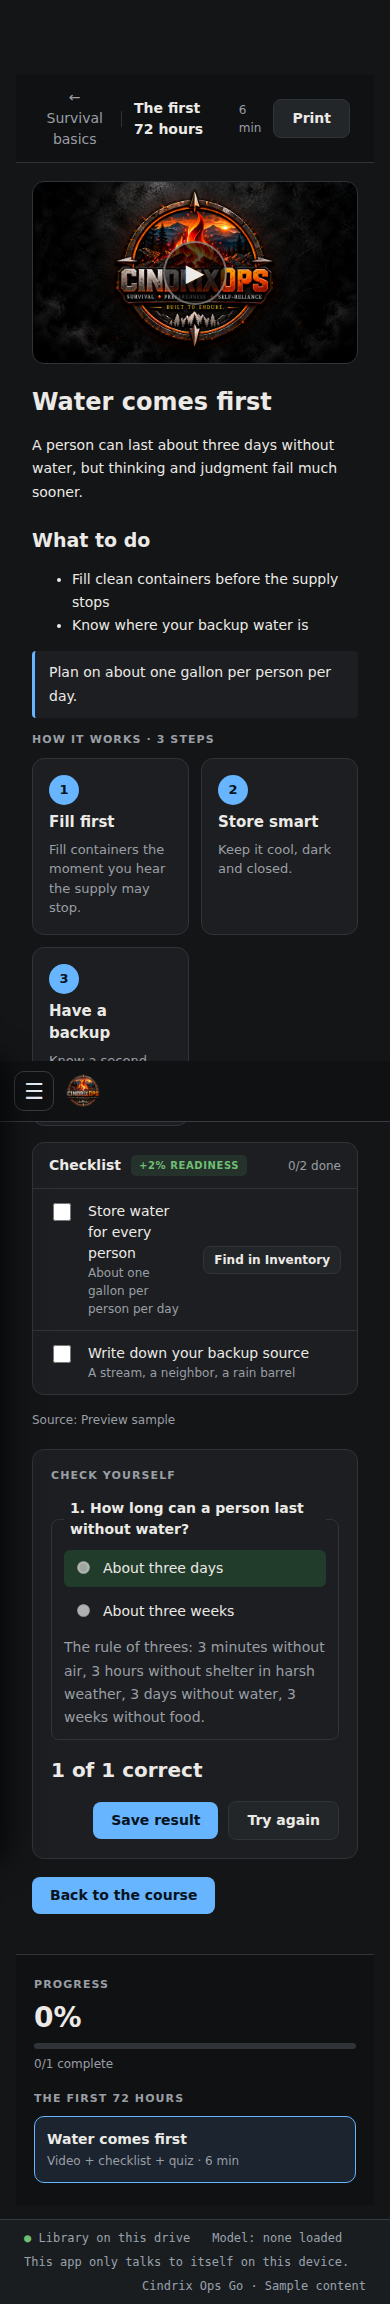 ←
Survival
basics
The first
72 hours
6
min
Print
CINDRIXOPS
SURVIVAL • PREPAREDNESS • SELF-RELIANCE
BUILT TO ENDURE.
Water comes first
A person can last about three days without
water, but thinking and judgment fail much
sooner.
What to do
• Fill clean containers before the supply
stops
• Know where your backup water is
Plan on about one gallon per person per
day.
HOW IT WORKS · 3 STEPS
1
Fill first
Fill containers the
moment you hear
the supply may
stop.
2
Store smart
Keep it cool, dark
and closed.
3
Have a
backup
Know a second
☰
CINDRIXOPS
Checklist
+2% READINESS
0/2 done
Store water
for every
person
About one
gallon per
person per day
Find in Inventory
Write down your backup source
A stream, a neighbor, a rain barrel
Source: Preview sample
CHECK YOURSELF
1. How long can a person last
without water?
About three days
About three weeks
The rule of threes: 3 minutes without
air, 3 hours without shelter in harsh
weather, 3 days without water, 3
weeks without food.
1 of 1 correct
Save result
Try again
Back to the course
PROGRESS
0%
0/1 complete
THE FIRST 72 HOURS
Water comes first
Video + checklist + quiz · 6 min
● Library on this drive
Model: none loaded
This app only talks to itself on this device.
Cindrix Ops Go · Sample content